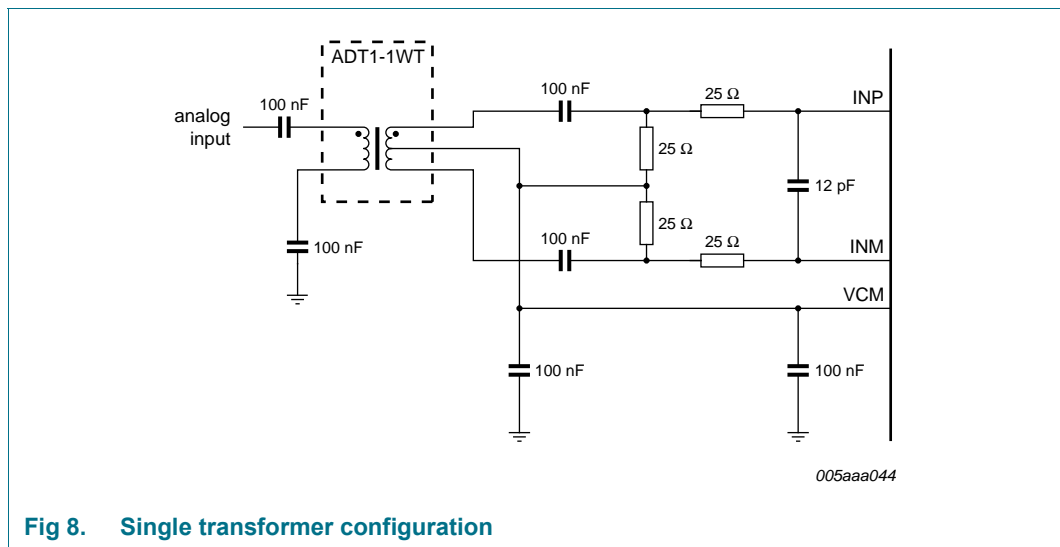 ADT1-1WT
100 nF
analog
input
100 nF
100 nF
25 Ω
INP
25 Ω
12 pF
25 Ω
100 nF
25 Ω
INM
VCM
100 nF
100 nF
005aaa044
Fig 8. Single transformer configuration